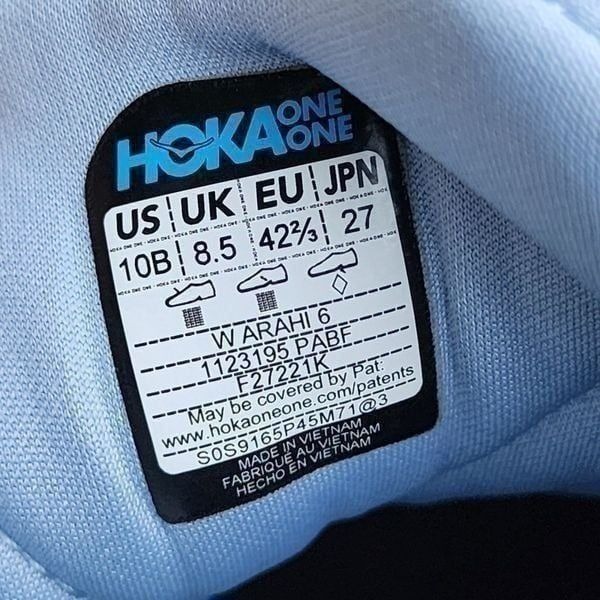 HOKA ONE ONE
US UK EU JPN
10B 8.5 42⅔ 27
W ARAHI 6
1123195 PABF
F27221K
May be covered by Pat:
www.hokaoneone.com/patents
S0S9165P45M71@3
MADE IN VIETNAM
FABRIQUE AU VIETNAM
HECHO EN VIETNAM